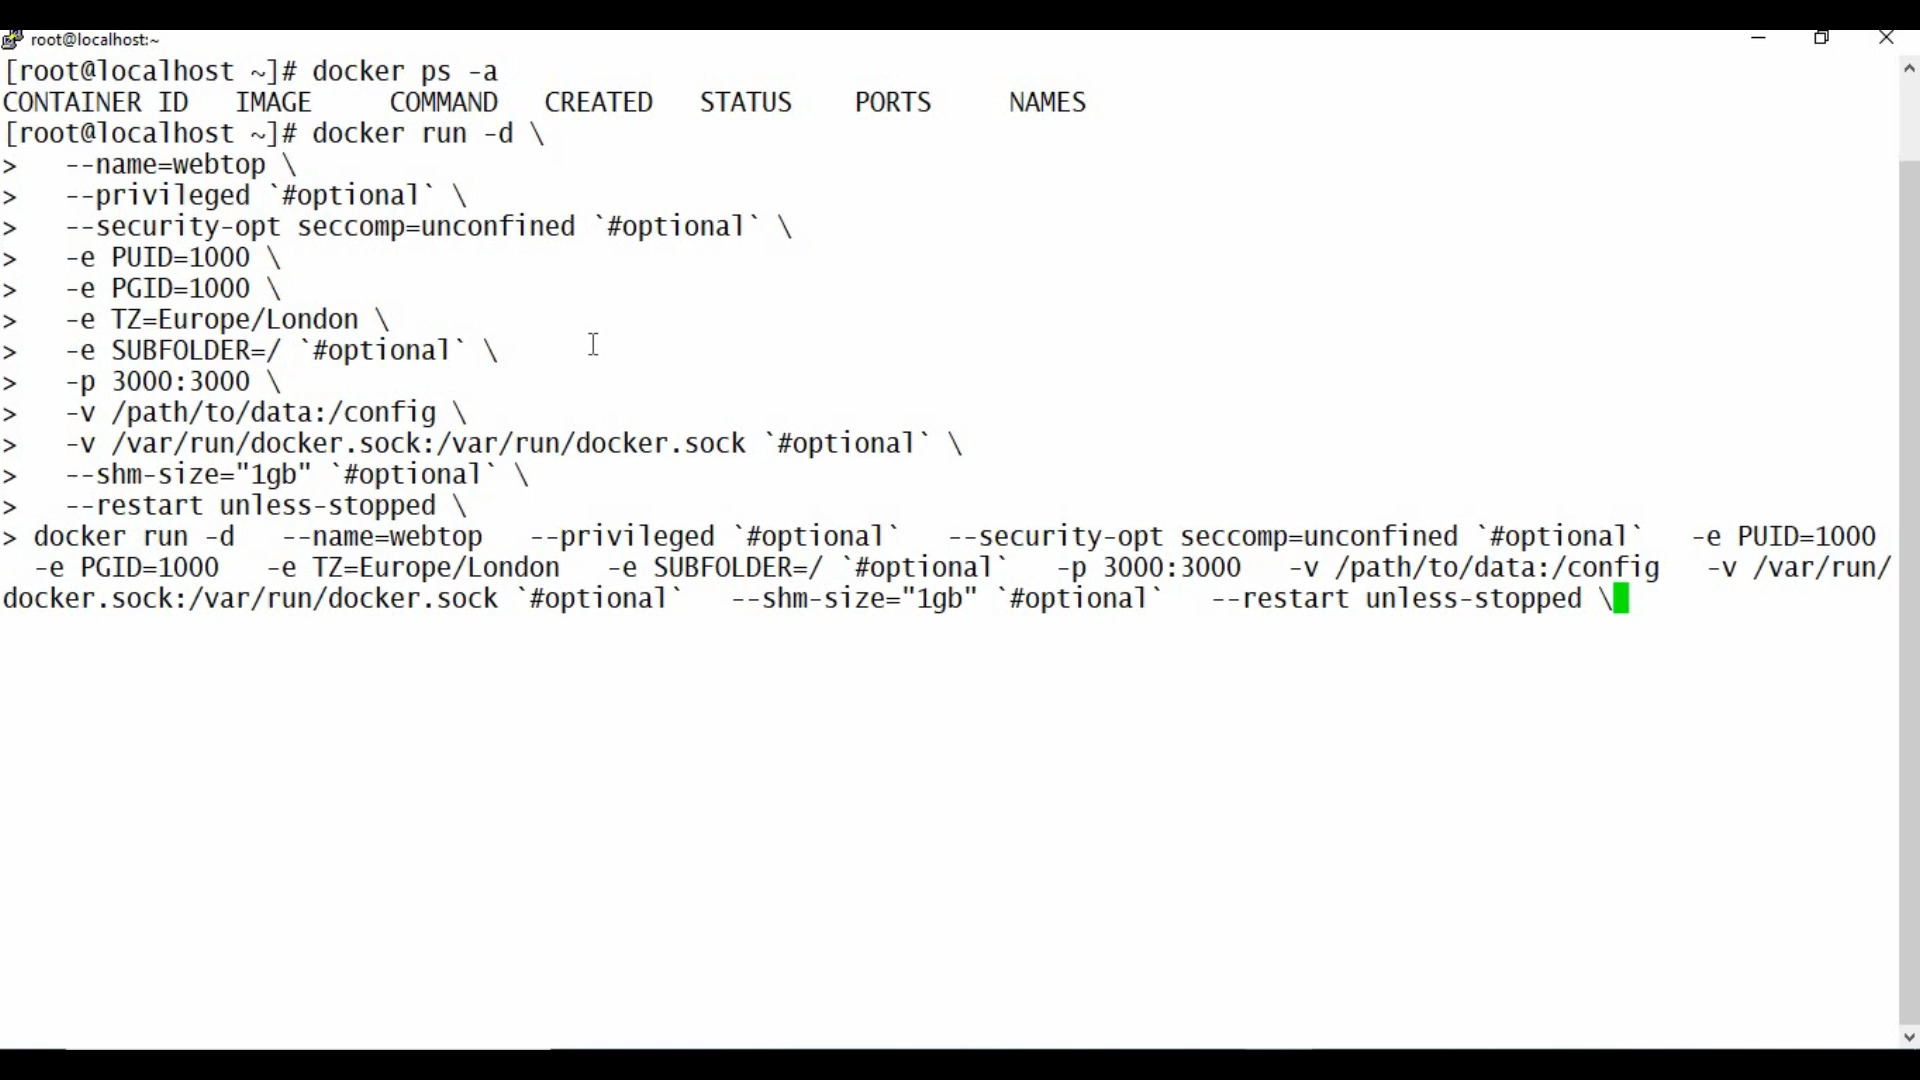 root@localhost:~
[root@localhost ~]# docker ps -a
CONTAINER ID   IMAGE     COMMAND   CREATED   STATUS    PORTS     NAMES
[root@localhost ~]# docker run -d \
>   --name=webtop \
>   --privileged `#optional` \
>   --security-opt seccomp=unconfined `#optional` \
>   -e PUID=1000 \
>   -e PGID=1000 \
>   -e TZ=Europe/London \
>   -e SUBFOLDER=/ `#optional` \
>   -p 3000:3000 \
>   -v /path/to/data:/config \
>   -v /var/run/docker.sock:/var/run/docker.sock `#optional` \
>   --shm-size="1gb" `#optional` \
>   --restart unless-stopped \
> docker run -d   --name=webtop   --privileged `#optional`   --security-opt seccomp=unconfined `#optional`   -e PUID=1000
  -e PGID=1000   -e TZ=Europe/London   -e SUBFOLDER=/ `#optional`   -p 3000:3000   -v /path/to/data:/config   -v /var/run/
docker.sock:/var/run/docker.sock `#optional`   --shm-size="1gb" `#optional`   --restart unless-stopped \